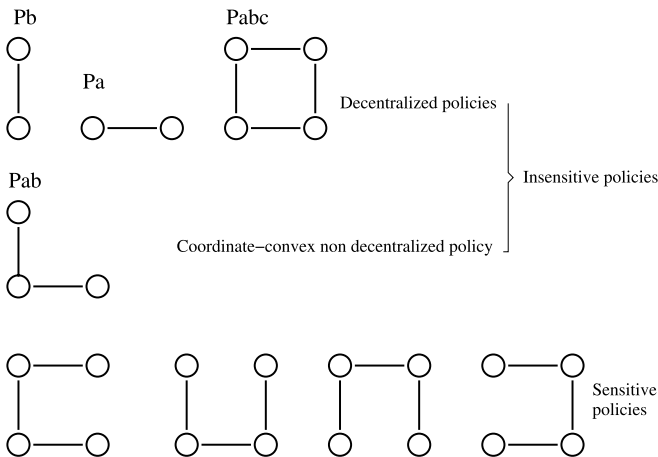 Pb
Pa
Pabc
Decentralized policies
Insensitive policies
Pab
Coordinate−convex non decentralized policy
Sensitive
policies